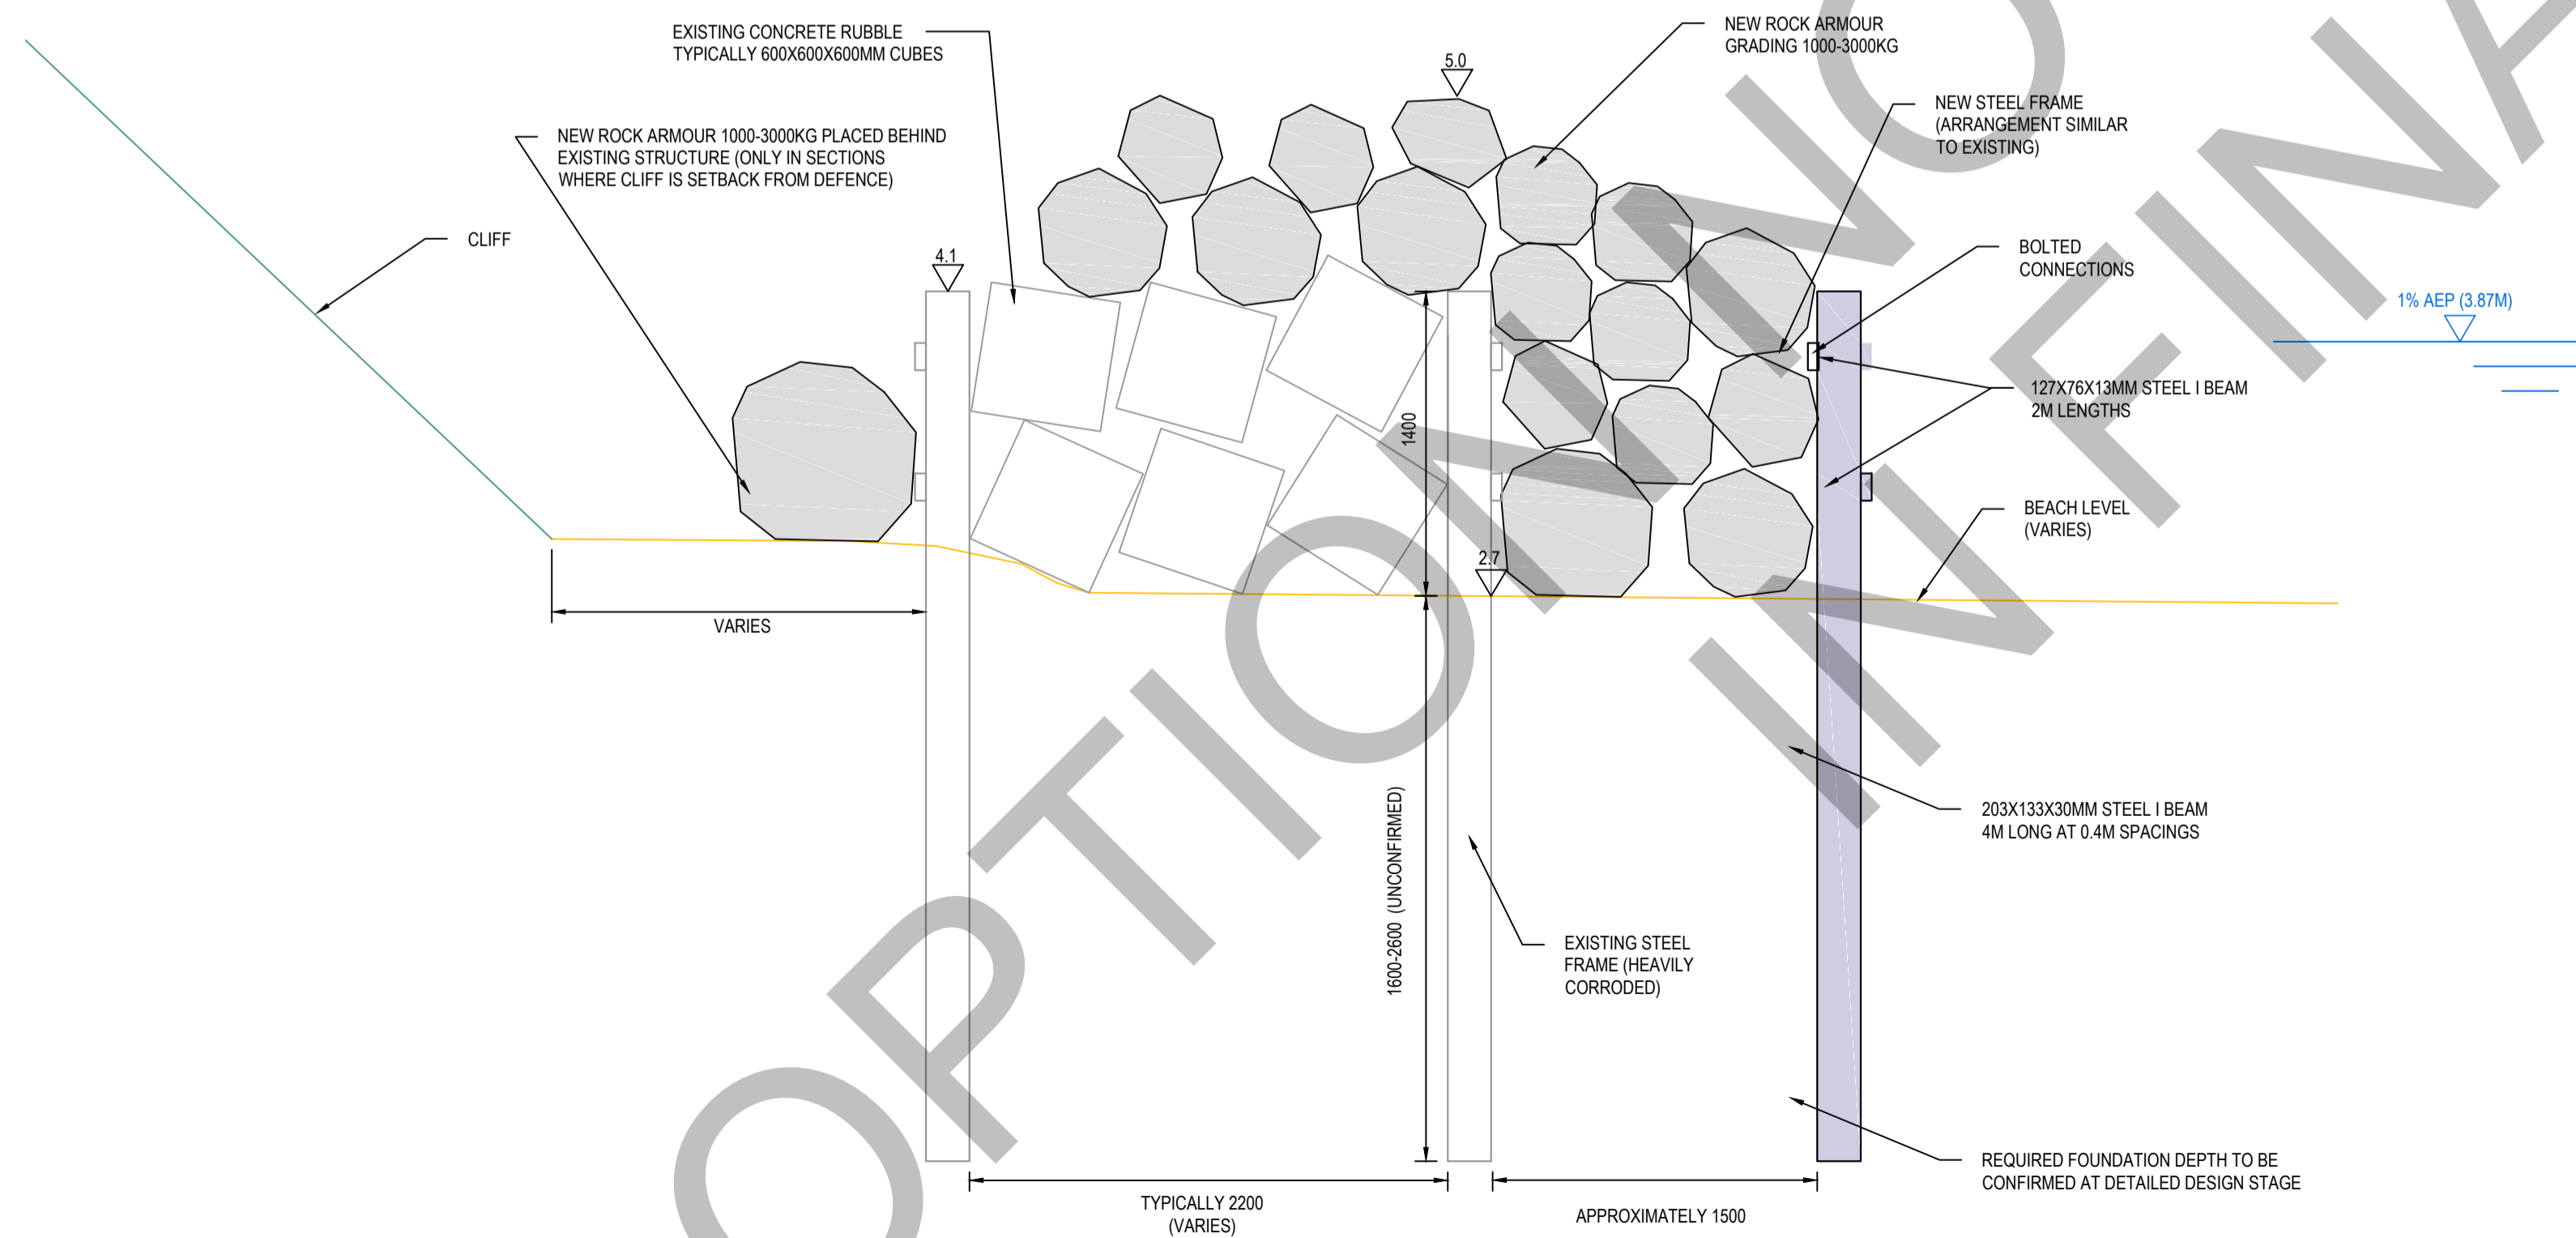 EXISTING CONCRETE RUBBLE
TYPICALLY 600X600X600MM CUBES
NEW ROCK ARMOUR
GRADING 1000-3000KG
5.0
NEW STEEL FRAME
(ARRANGEMENT SIMILAR
TO EXISTING)
NEW ROCK ARMOUR 1000-3000KG PLACED BEHIND
EXISTING STRUCTURE (ONLY IN SECTIONS
WHERE CLIFF IS SETBACK FROM DEFENCE)
CLIFF
4.1
BOLTED
CONNECTIONS
1% AEP (3.87M)
127X76X13MM STEEL I BEAM
2M LENGTHS
1400
BEACH LEVEL
(VARIES)
2.7
VARIES
203X133X30MM STEEL I BEAM
4M LONG AT 0.4M SPACINGS
1600-2600 (UNCONFIRMED)
EXISTING STEEL
FRAME (HEAVILY
CORRODED)
REQUIRED FOUNDATION DEPTH TO BE
CONFIRMED AT DETAILED DESIGN STAGE
TYPICALLY 2200
(VARIES)
APPROXIMATELY 1500
OPTION NO
IN FINA